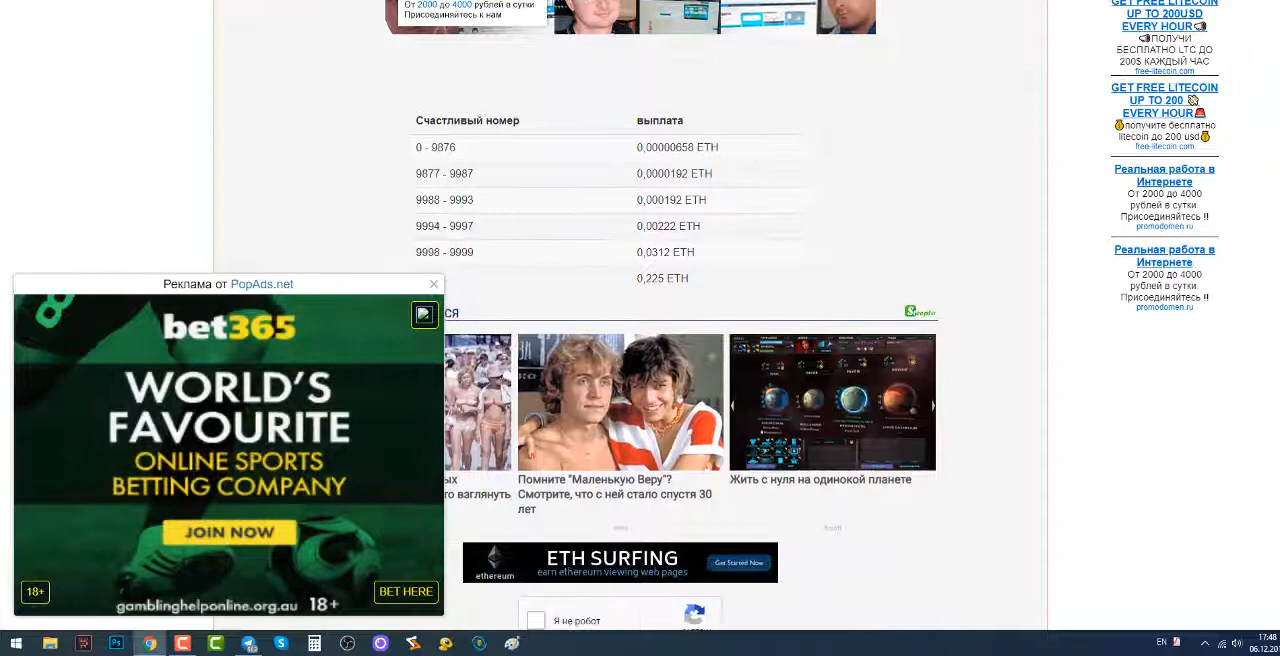 От 2000 до 4000 рублей в сутки
Присоединяйтесь к нам
GET FREE LITECOIN
UP TO 200USD
EVERY HOUR
ПОЛУЧИ
БЕСПЛАТНО LTC ДО
200$ КАЖДЫЙ ЧАС
free-litecoin.com
GET FREE LITECOIN
UP TO 200
EVERY HOUR
получите бесплатно
litecoin до 200 usd
free-litecoin.com
Реальная работа в
Интернете
От 2000 до 4000
рублей в сутки.
Присоединяйтесь !!
promodomen.ru
Реальная работа в
Интернете
От 2000 до 4000
рублей в сутки.
Присоединяйтесь !!
promodomen.ru
Счастливый номер выплата
0 - 9876 0,00000658 ETH
9877 - 9987 0,0000192 ETH
9988 - 9993 0,000192 ETH
9994 - 9997 0,00222 ETH
9998 - 9999 0,0312 ETH
0,225 ETH
Реклама от PopAds.net
bet365
WORLD'S
FAVOURITE
ONLINE SPORTS
BETTING COMPANY
JOIN NOW
18+
BET HERE
gamblinghelponline.org.au 18+
ся
ых
го взглянуть
Помните "Маленькую Веру"?
Смотрите, что с ней стало спустя 30
лет
Жить с нуля на одинокой планете
ethereum
ETH SURFING
earn ethereum viewing web pages
Get Started Now
Я не робот
EN
17:48
06.12.20